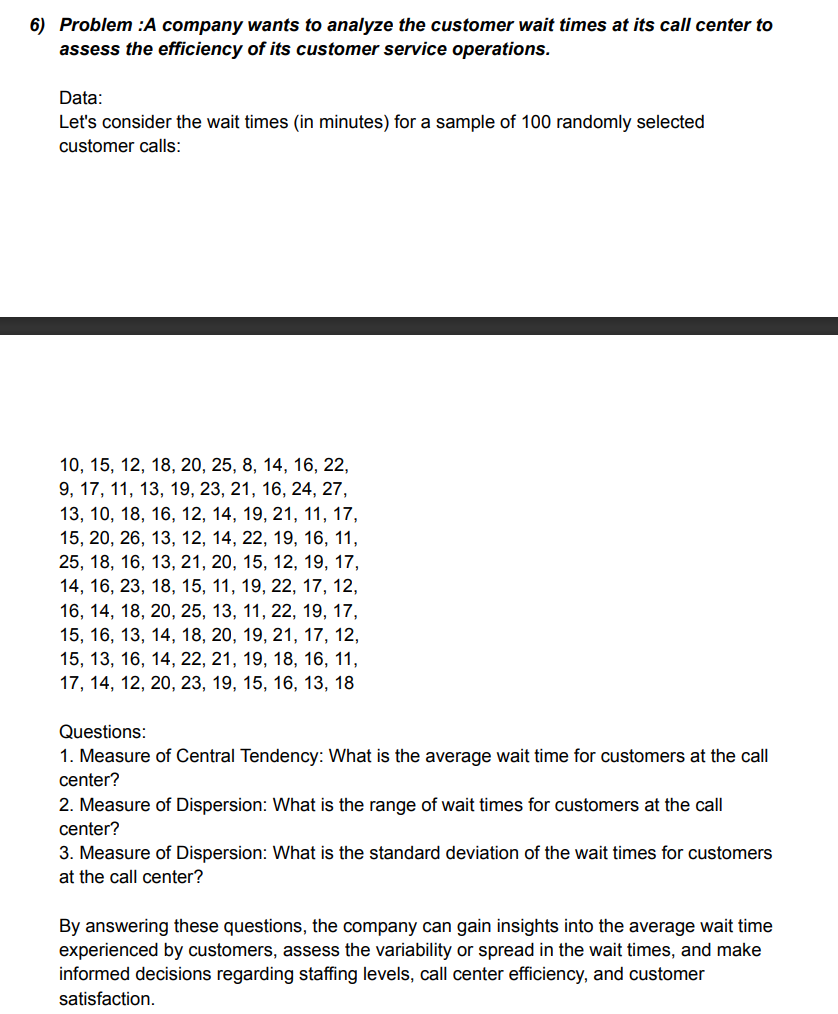 6) Problem :A company wants to analyze the customer wait times at its call center to
assess the efficiency of its customer service operations.
Data:
Let's consider the wait times (in minutes) for a sample of 100 randomly selected
customer calls:
10, 15, 12, 18, 20, 25, 8, 14, 16, 22,
9, 17, 11, 13, 19, 23, 21, 16, 24, 27,
13, 10, 18, 16, 12, 14, 19, 21, 11, 17,
15, 20, 26, 13, 12, 14, 22, 19, 16, 11,
25, 18, 16, 13, 21, 20, 15, 12, 19, 17,
14, 16, 23, 18, 15, 11, 19, 22, 17, 12,
16, 14, 18, 20, 25, 13, 11, 22, 19, 17,
15, 16, 13, 14, 18, 20, 19, 21, 17, 12,
15, 13, 16, 14, 22, 21, 19, 18, 16, 11,
17, 14, 12, 20, 23, 19, 15, 16, 13, 18
Questions:
1. Measure of Central Tendency: What is the average wait time for customers at the call
center?
2. Measure of Dispersion: What is the range of wait times for customers at the call
center?
3. Measure of Dispersion: What is the standard deviation of the wait times for customers
at the call center?
By answering these questions, the company can gain insights into the average wait time
experienced by customers, assess the variability or spread in the wait times, and make
informed decisions regarding staffing levels, call center efficiency, and customer
satisfaction.